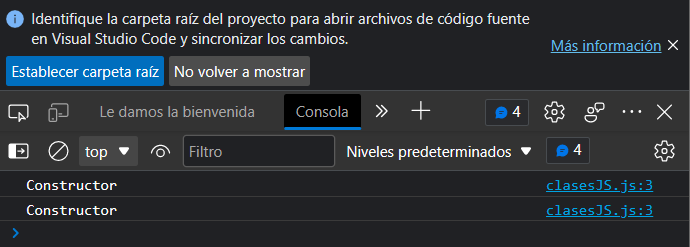 Identifique la carpeta raíz del proyecto para abrir archivos de código fuente
en Visual Studio Code y sincronizar los cambios.
Más información
Establecer carpeta raíz
No volver a mostrar
Le damos la bienvenida
Consola
4
top
Filtro
Niveles predeterminados
4
Constructor clasesJS.js:3
Constructor clasesJS.js:3